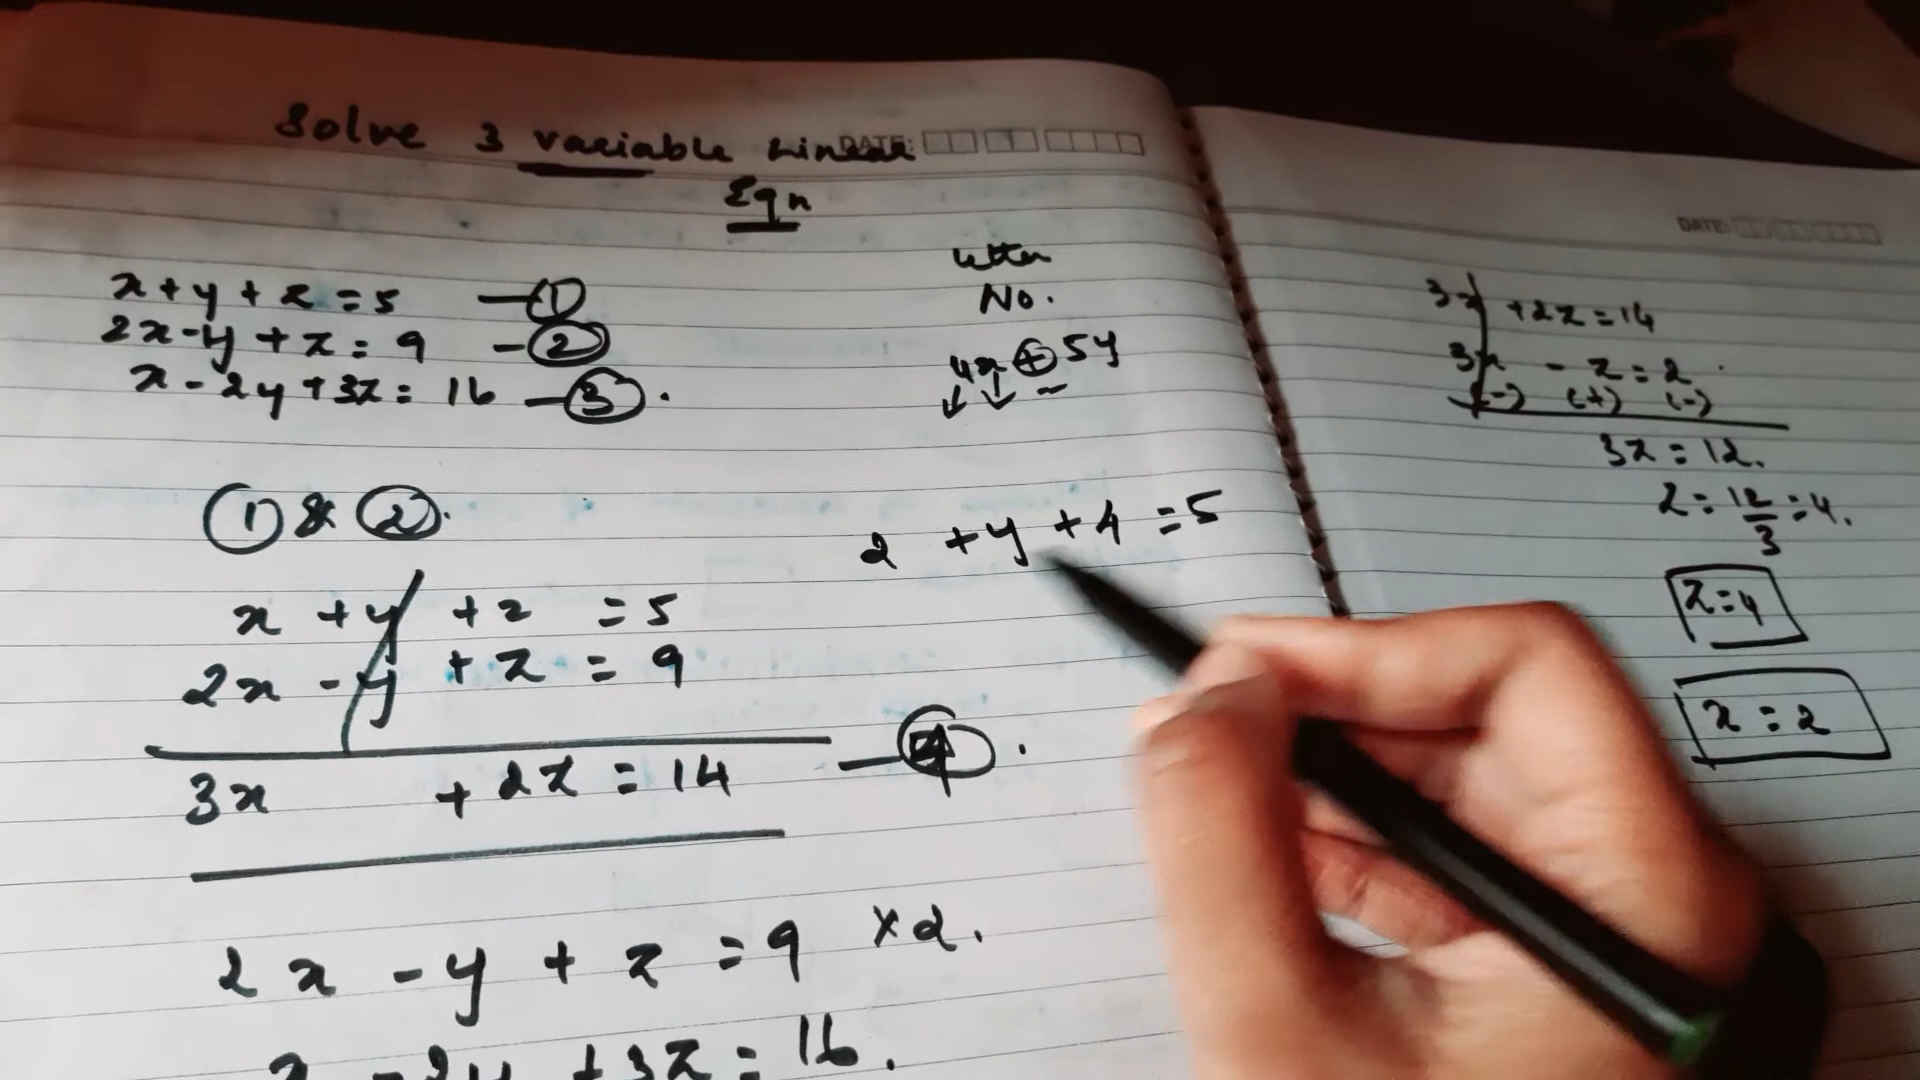 Solve 3 variable Linear
DATE:
Eqn
x + y + z = 5 —①
2x - y + z = 9 -②
x - 2y + 3z = 16 —③.
letter
No.
4x ⊕ 5y
① & ②.
x + y + z = 5
2x - y + z = 9
3x + 2z = 14 —④.
2 + y + 4 = 5
2x - y + z = 9 ×2.
x - 2y + 3z = 16.
DATE:
3x + 2z = 14
3x - z = 2
(-) (+) (-)
3z = 12.
z = 12/3 = 4.
z = 4
x = 2